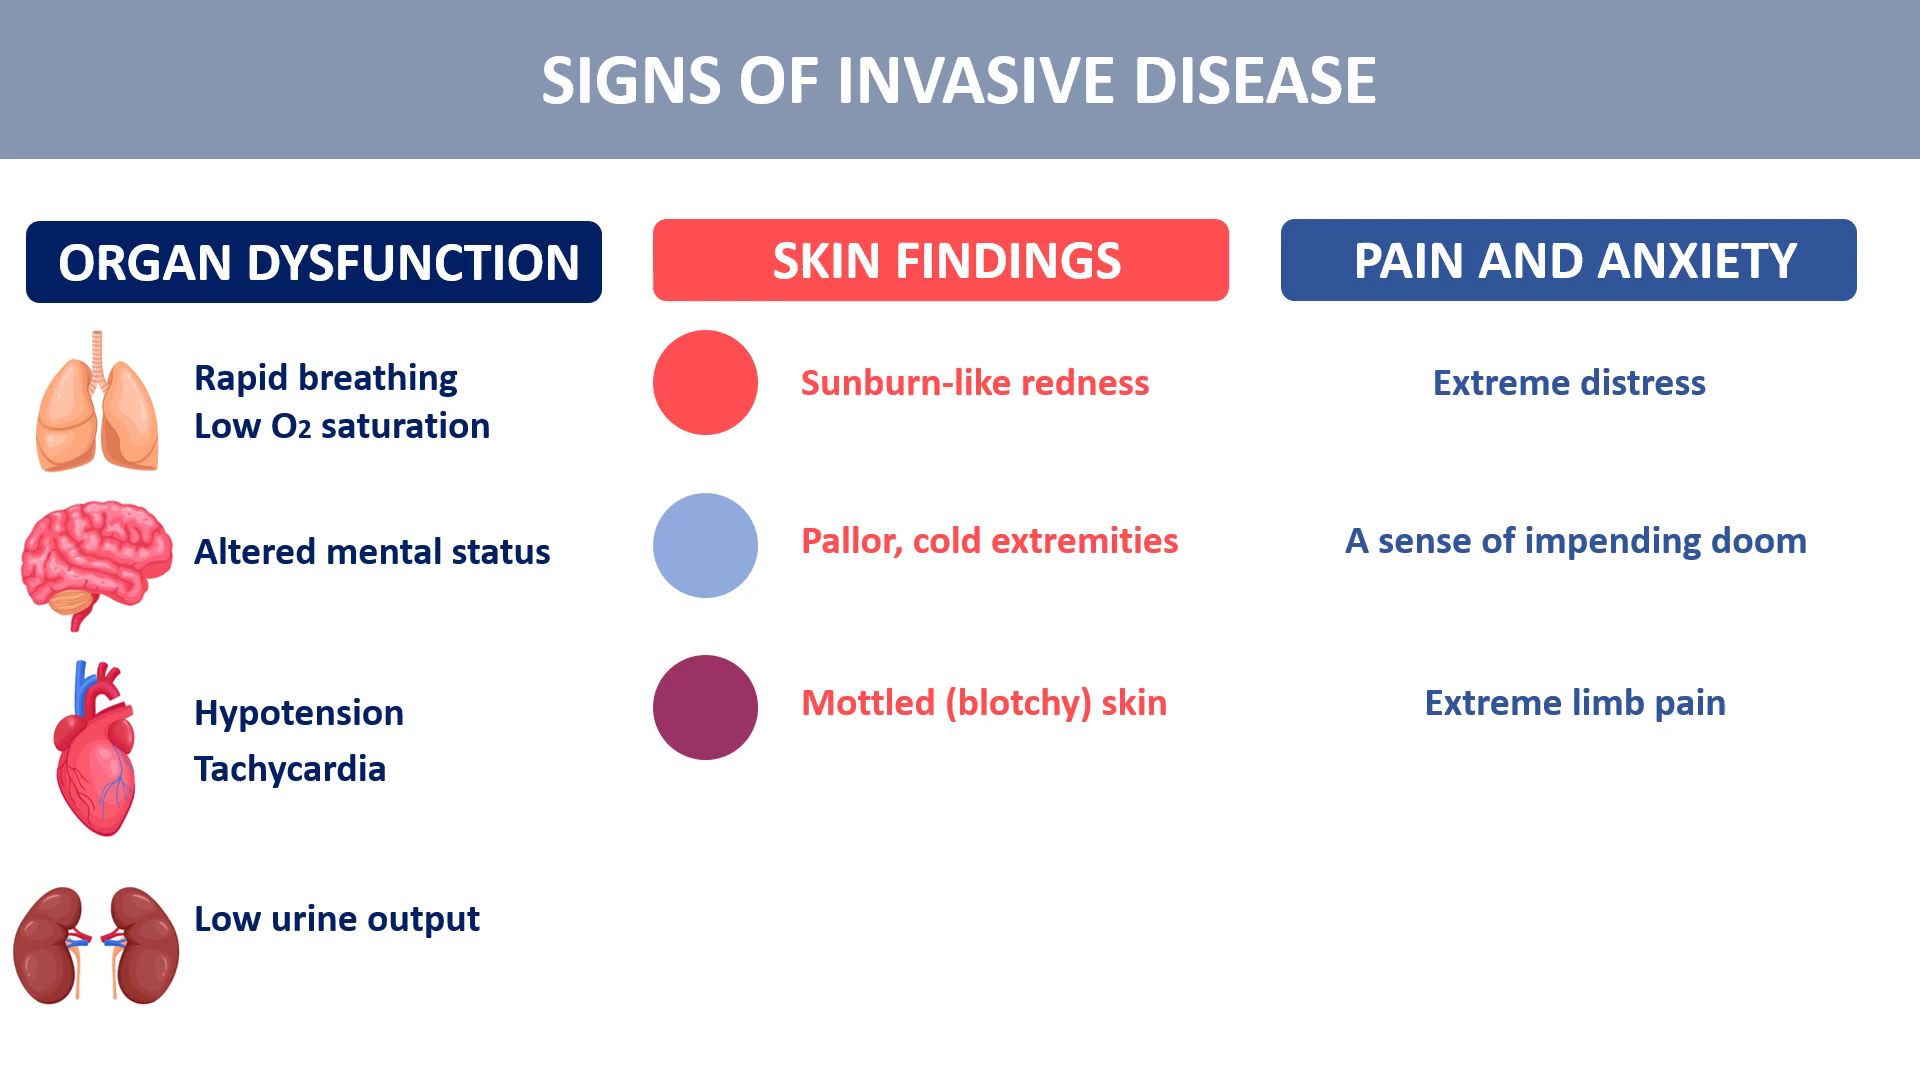 SIGNS OF INVASIVE DISEASE
ORGAN DYSFUNCTION
Rapid breathing
Low O2 saturation
Altered mental status
Hypotension
Tachycardia
Low urine output
SKIN FINDINGS
Sunburn-like redness
Pallor, cold extremities
Mottled (blotchy) skin
PAIN AND ANXIETY
Extreme distress
A sense of impending doom
Extreme limb pain